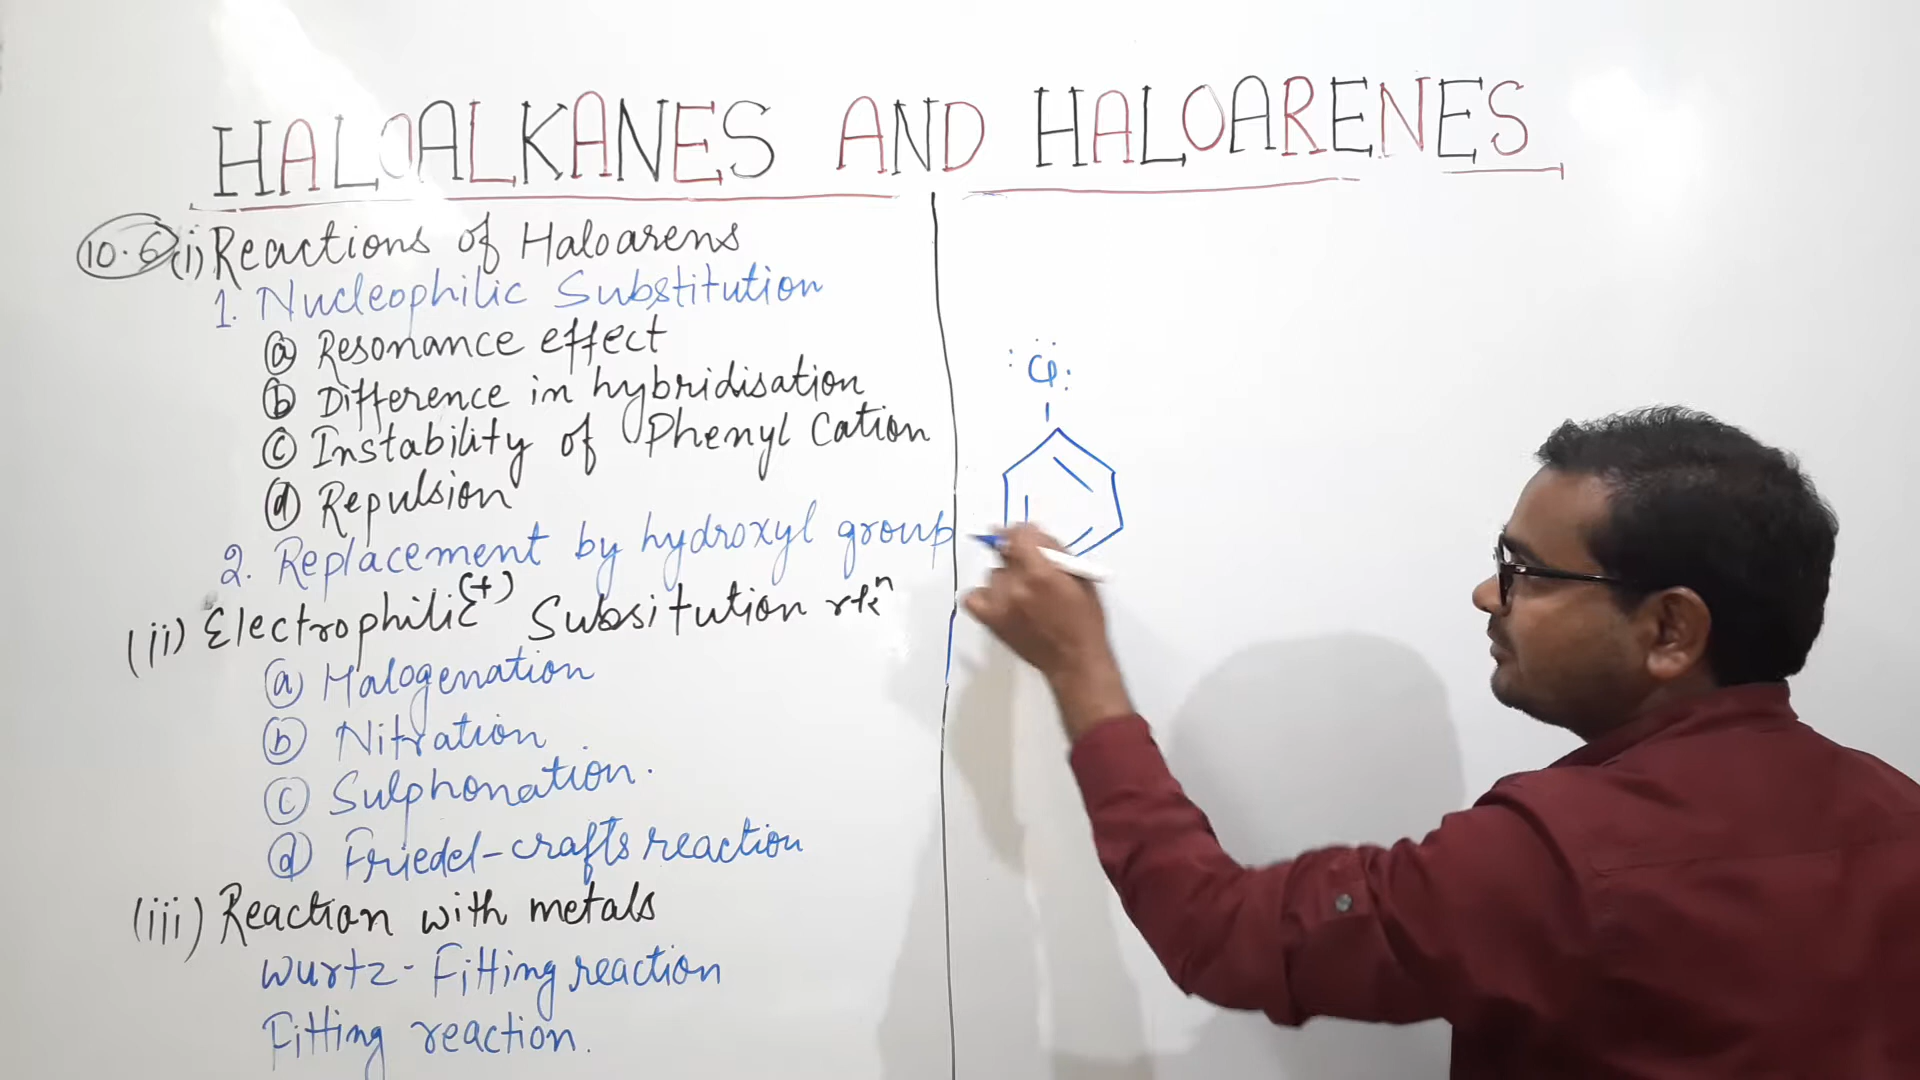 HALOALKANES AND HALOARENES
10.6 (i) Reactions of Haloarens
1. Nucleophilic Substitution
(a) Resonance effect
(b) Difference in hybridisation
(c) Instability of Phenyl Cation
(d) Repulsion
2. Replacement by hydroxyl group
(ii) Electrophilic(+) Subsitution rxⁿ
(a) Halogenation
(b) Nitration
(c) Sulphonation.
(d) Friedel-crafts reaction
(iii) Reaction with metals
Wurtz-Fitting reaction
Fitting reaction.
Cl